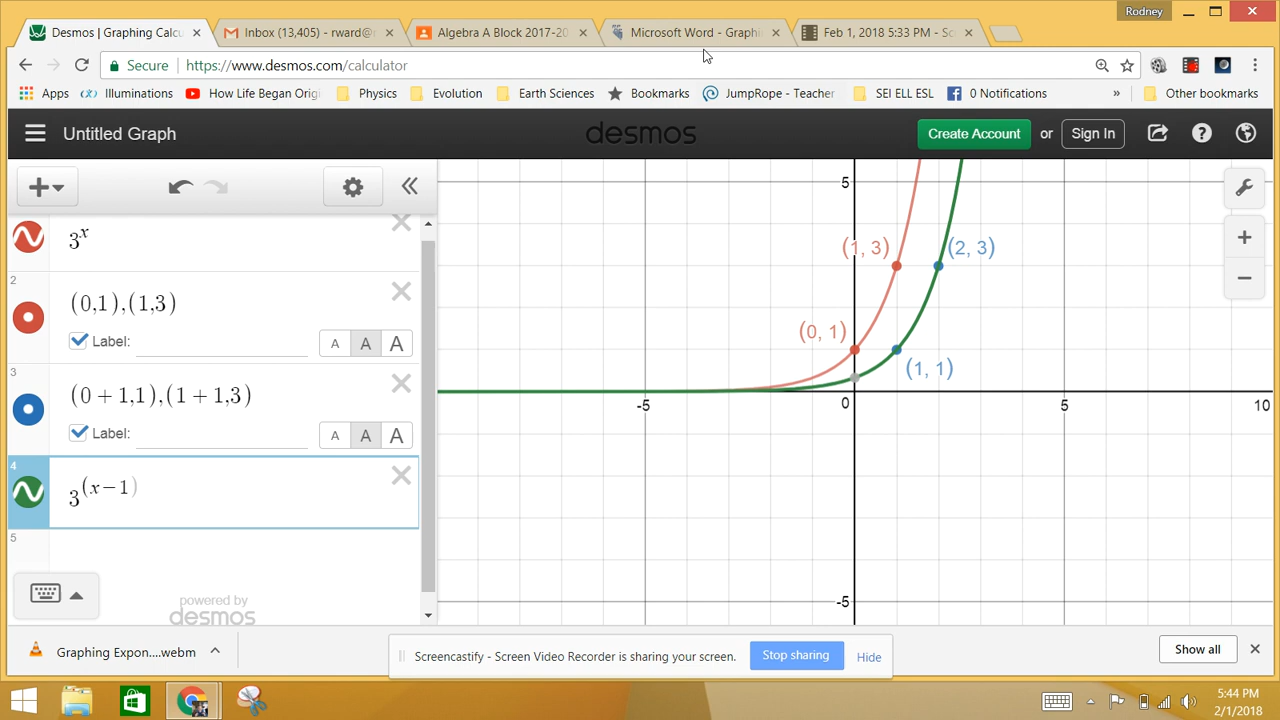 Rodney
Desmos | Graphing Calcu
Inbox (13,405) - rward@
Algebra A Block 2017-20
Microsoft Word - Graphi
Feb 1, 2018 5:33 PM - Sc
Secure
https://www.desmos.com/calculator
Apps
Illuminations
How Life Began Orig
Physics
Evolution
Earth Sciences
Bookmarks
JumpRope - Teacher
SEI ELL ESL
0 Notifications
»
Other bookmarks
Untitled Graph
desmos
Create Account
or
Sign In
3^x
2
(0,1),(1,3)
Label:
A A A
3
(0+1,1),(1+1,3)
Label:
A A A
4
3^(x-1)
5
powered by
desmos
5
(1, 3)
(2, 3)
(0, 1)
(1, 1)
-5
0
5
10
-5
Graphing Expon....webm
Screencastify - Screen Video Recorder is sharing your screen.
Stop sharing
Hide
Show all
5:44 PM
2/1/2018